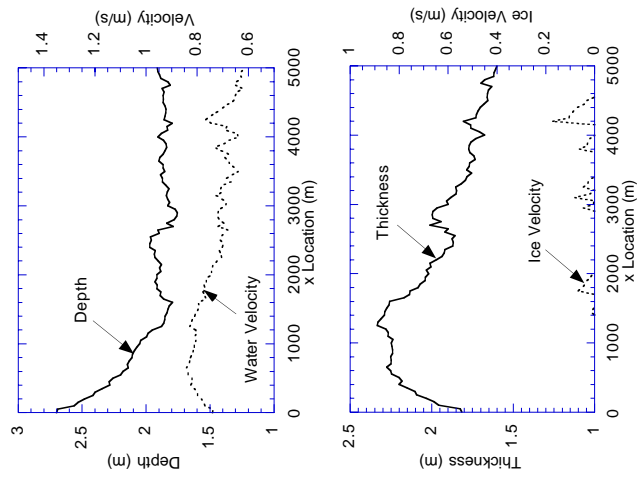 3
2.5
2
1.5
1
Depth (m)
1.4
1.2
1
0.8
0.6
Velocity (m/s)
0 1000 2000 3000 4000 5000
x Location (m)
Depth
Water Velocity
2.5
2
1.5
1
Thickness (m)
1
0.8
0.6
0.4
0.2
0
Ice Velocity (m/s)
0 1000 2000 3000 4000 5000
x Location (m)
Thickness
Ice Velocity